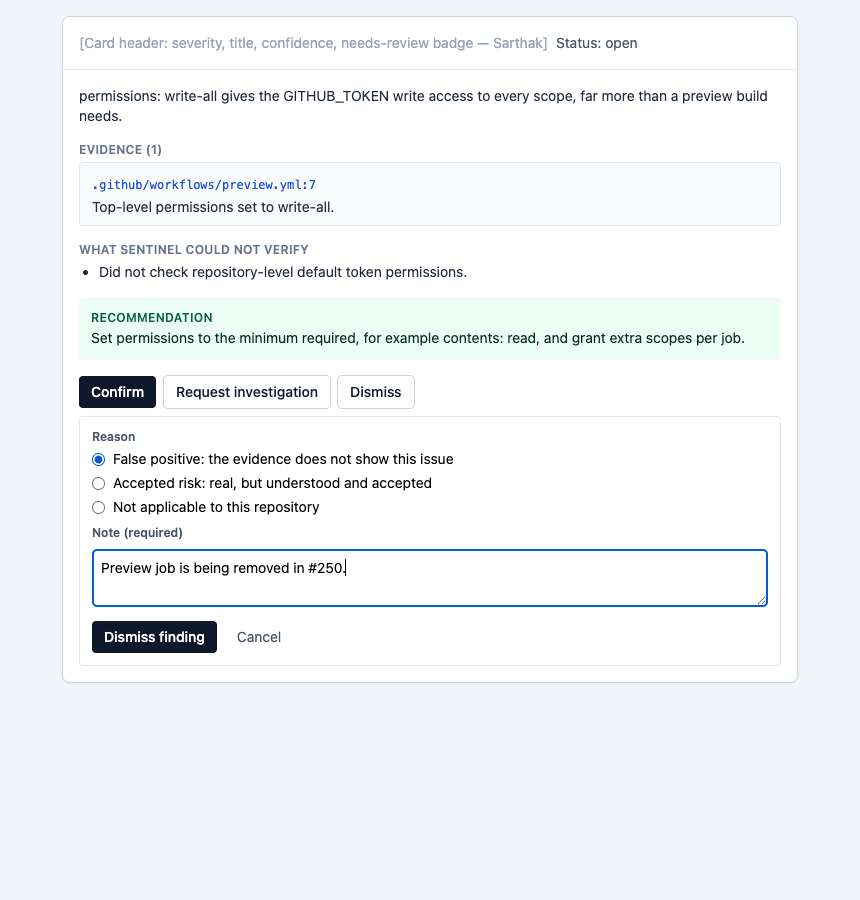 [Card header: severity, title, confidence, needs-review badge — Sarthak] Status: open
permissions: write-all gives the GITHUB_TOKEN write access to every scope, far more than a preview build
needs.
EVIDENCE (1)
.github/workflows/preview.yml:7
Top-level permissions set to write-all.
WHAT SENTINEL COULD NOT VERIFY
• Did not check repository-level default token permissions.
RECOMMENDATION
Set permissions to the minimum required, for example contents: read, and grant extra scopes per job.
Confirm Request investigation Dismiss
Reason
False positive: the evidence does not show this issue
Accepted risk: real, but understood and accepted
Not applicable to this repository
Note (required)
Preview job is being removed in #250.
Dismiss finding Cancel